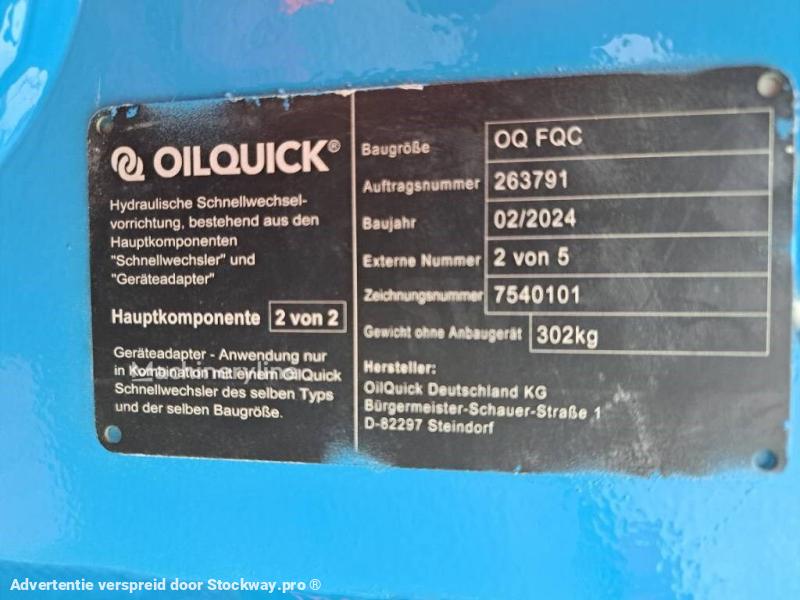 OILQUICK®
Hydraulische Schnellwechsel-
vorrichtung, bestehend aus den
Hauptkomponenten
"Schnellwechsler" und
"Geräteadapter"
Hauptkomponente 2 von 2
Geräteadapter - Anwendung nur
in Kombination mit einem OilQuick
Schnellwechsler des selben Typs
und der selben Baugröße.
Machineryline
Baugröße OQ FQC
Auftragsnummer 263791
Baujahr 02/2024
Externe Nummer 2 von 5
Zeichnungsnummer 7540101
Gewicht ohne Anbaugerät 302kg
Hersteller:
OilQuick Deutschland KG
Bürgermeister-Schauer-Straße 1
D-82297 Steindorf
Advertentie verspreid door Stockway.pro ®